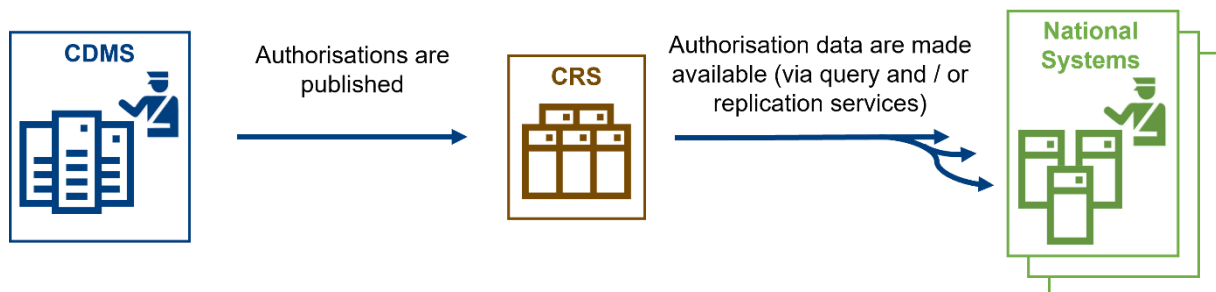 CDMS
Authorisations are
published
CRS
Authorisation data are made
available (via query and / or
replication services)
National
Systems